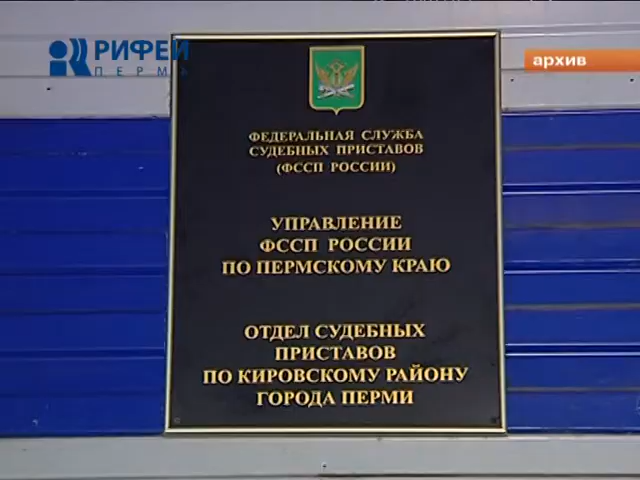 РИФЕЙ
ПЕРМЬ
архив
ФЕДЕРАЛЬНАЯ СЛУЖБА
СУДЕБНЫХ ПРИСТАВОВ
(ФССП РОССИИ)
УПРАВЛЕНИЕ
ФССП РОССИИ
ПО ПЕРМСКОМУ КРАЮ
ОТДЕЛ СУДЕБНЫХ
ПРИСТАВОВ
ПО КИРОВСКОМУ РАЙОНУ
ГОРОДА ПЕРМИ